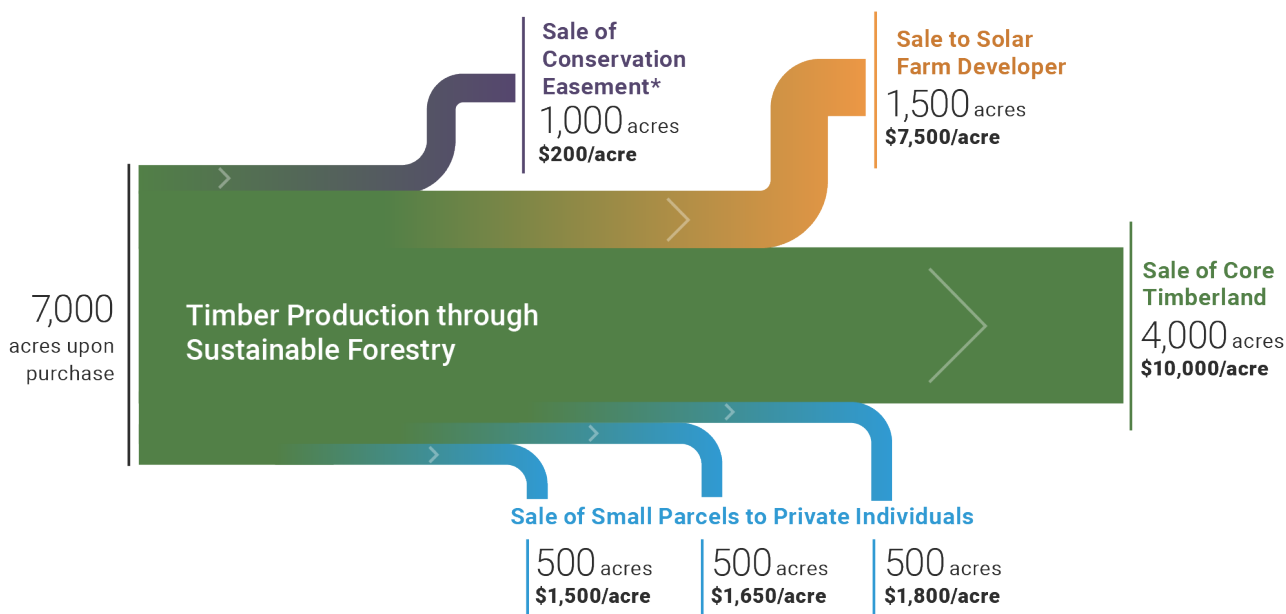 Sale of
Conservation
Easement*
1,000 acres
$200/acre
Sale to Solar
Farm Developer
1,500 acres
$7,500/acre
7,000
acres upon
purchase
Timber Production through
Sustainable Forestry
Sale of Core
Timberland
4,000 acres
$10,000/acre
Sale of Small Parcels to Private Individuals
500 acres
$1,500/acre
500 acres
$1,650/acre
500 acres
$1,800/acre